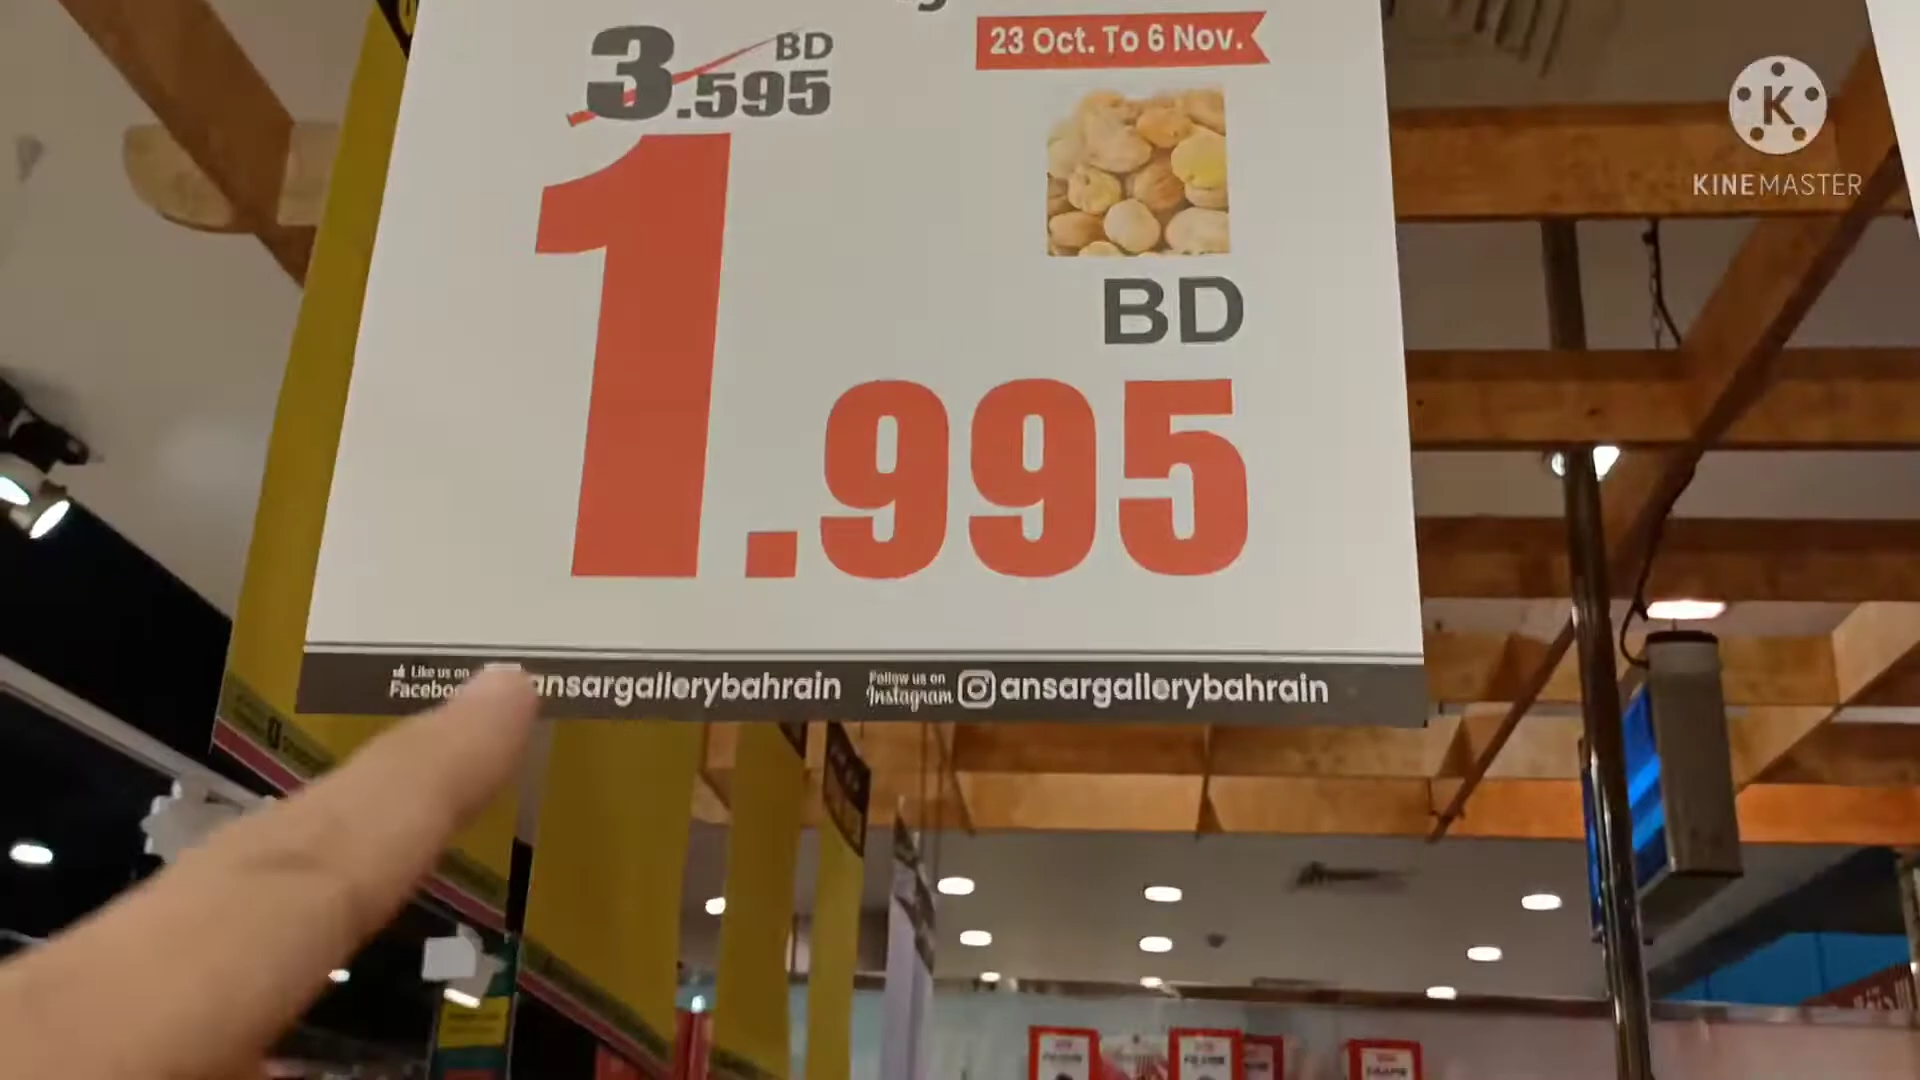 3.595 BD
23 Oct. To 6 Nov.
1.995 BD
Like us on
Facebo
ansargallerybahrain
Follow us on
Instagram
ansargallerybahrain
K
KINEMASTER